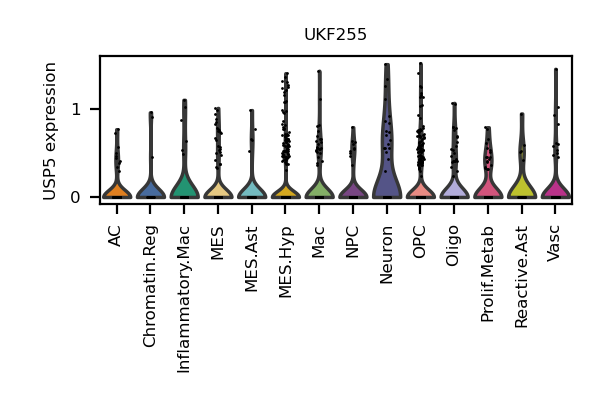 UKF255
USP5 expression
1
0
AC
Chromatin.Reg
Inflammatory.Mac
MES
MES.Ast
MES.Hyp
Mac
NPC
Neuron
OPC
Oligo
Prolif.Metab
Reactive.Ast
Vasc